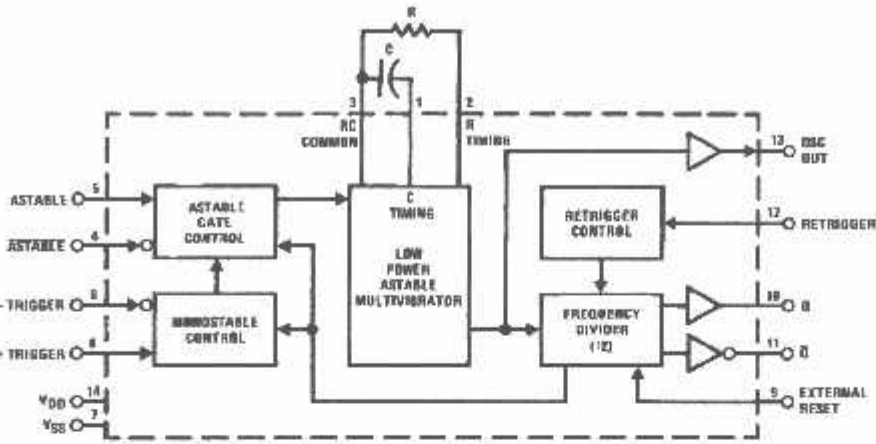 R
C
3
1
2
RC
COMMON
R
TIMING
13
OSC
OUT
ASTABLE
5
ASTABLE
4
ASTABLE
GATE
CONTROL
C
TIMING
LOW
POWER
ASTABLE
MULTIVIBRATOR
RETRIGGER
CONTROL
12
RETRIGGER
- TRIGGER
6
+ TRIGGER
8
MONOSTABLE
CONTROL
FREQUENCY
DIVIDER
(÷2)
10
Q
11
Q̅
VDD
14
VSS
7
9
EXTERNAL
RESET